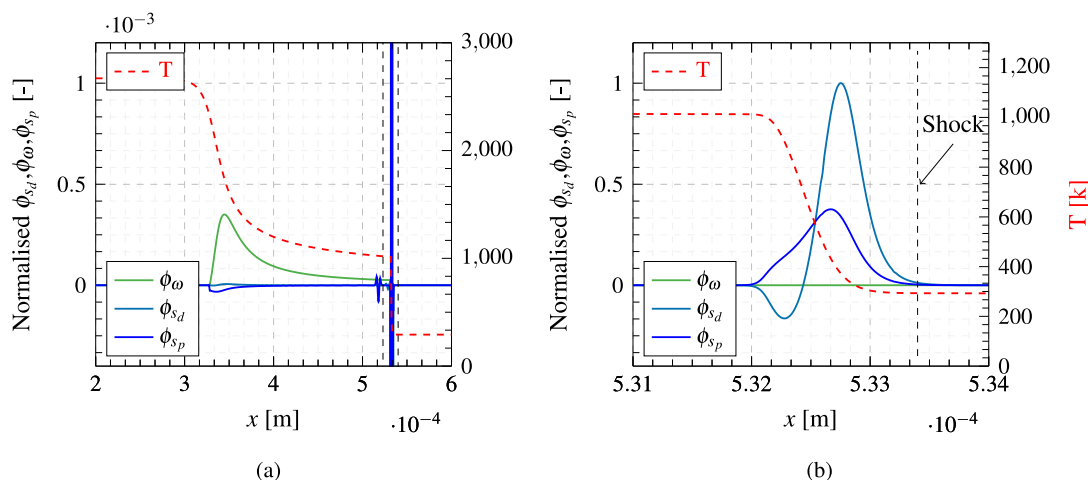 ·10⁻³
Normalised ϕ_{s_d},ϕ_ω,ϕ_{s_p} [-]
1
0.5
0
3,000
2,000
1,000
0
T
ϕ_ω
ϕ_{s_d}
ϕ_{s_p}
2 3 4 5 6
x [m]
·10⁻⁴
(a)
Normalised ϕ_{s_d},ϕ_ω,ϕ_{s_p} [-]
1
0.5
0
T
Shock
ϕ_ω
ϕ_{s_d}
ϕ_{s_p}
1,200
1,000
800
600
400
200
0
T [k]
5.31 5.32 5.33 5.34
x [m]
·10⁻⁴
(b)